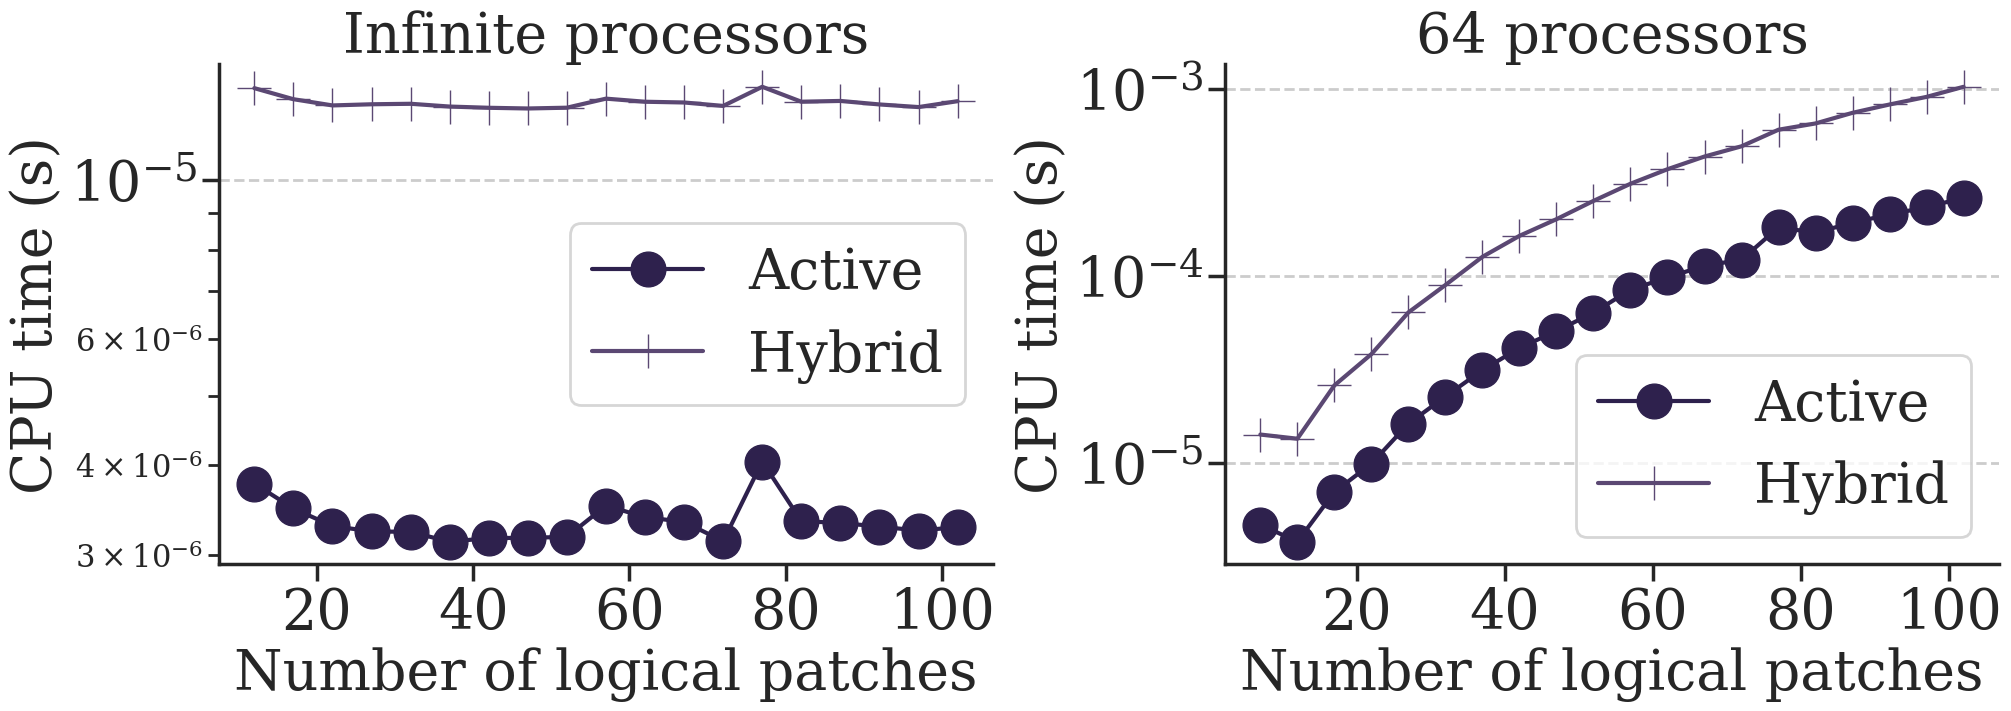 Infinite processors
CPU time (s)
10⁻⁵
6 × 10⁻⁶
4 × 10⁻⁶
3 × 10⁻⁶
Active
Hybrid
20 40 60 80 100
Number of logical patches
64 processors
CPU time (s)
10⁻³
10⁻⁴
10⁻⁵
Active
Hybrid
20 40 60 80 100
Number of logical patches